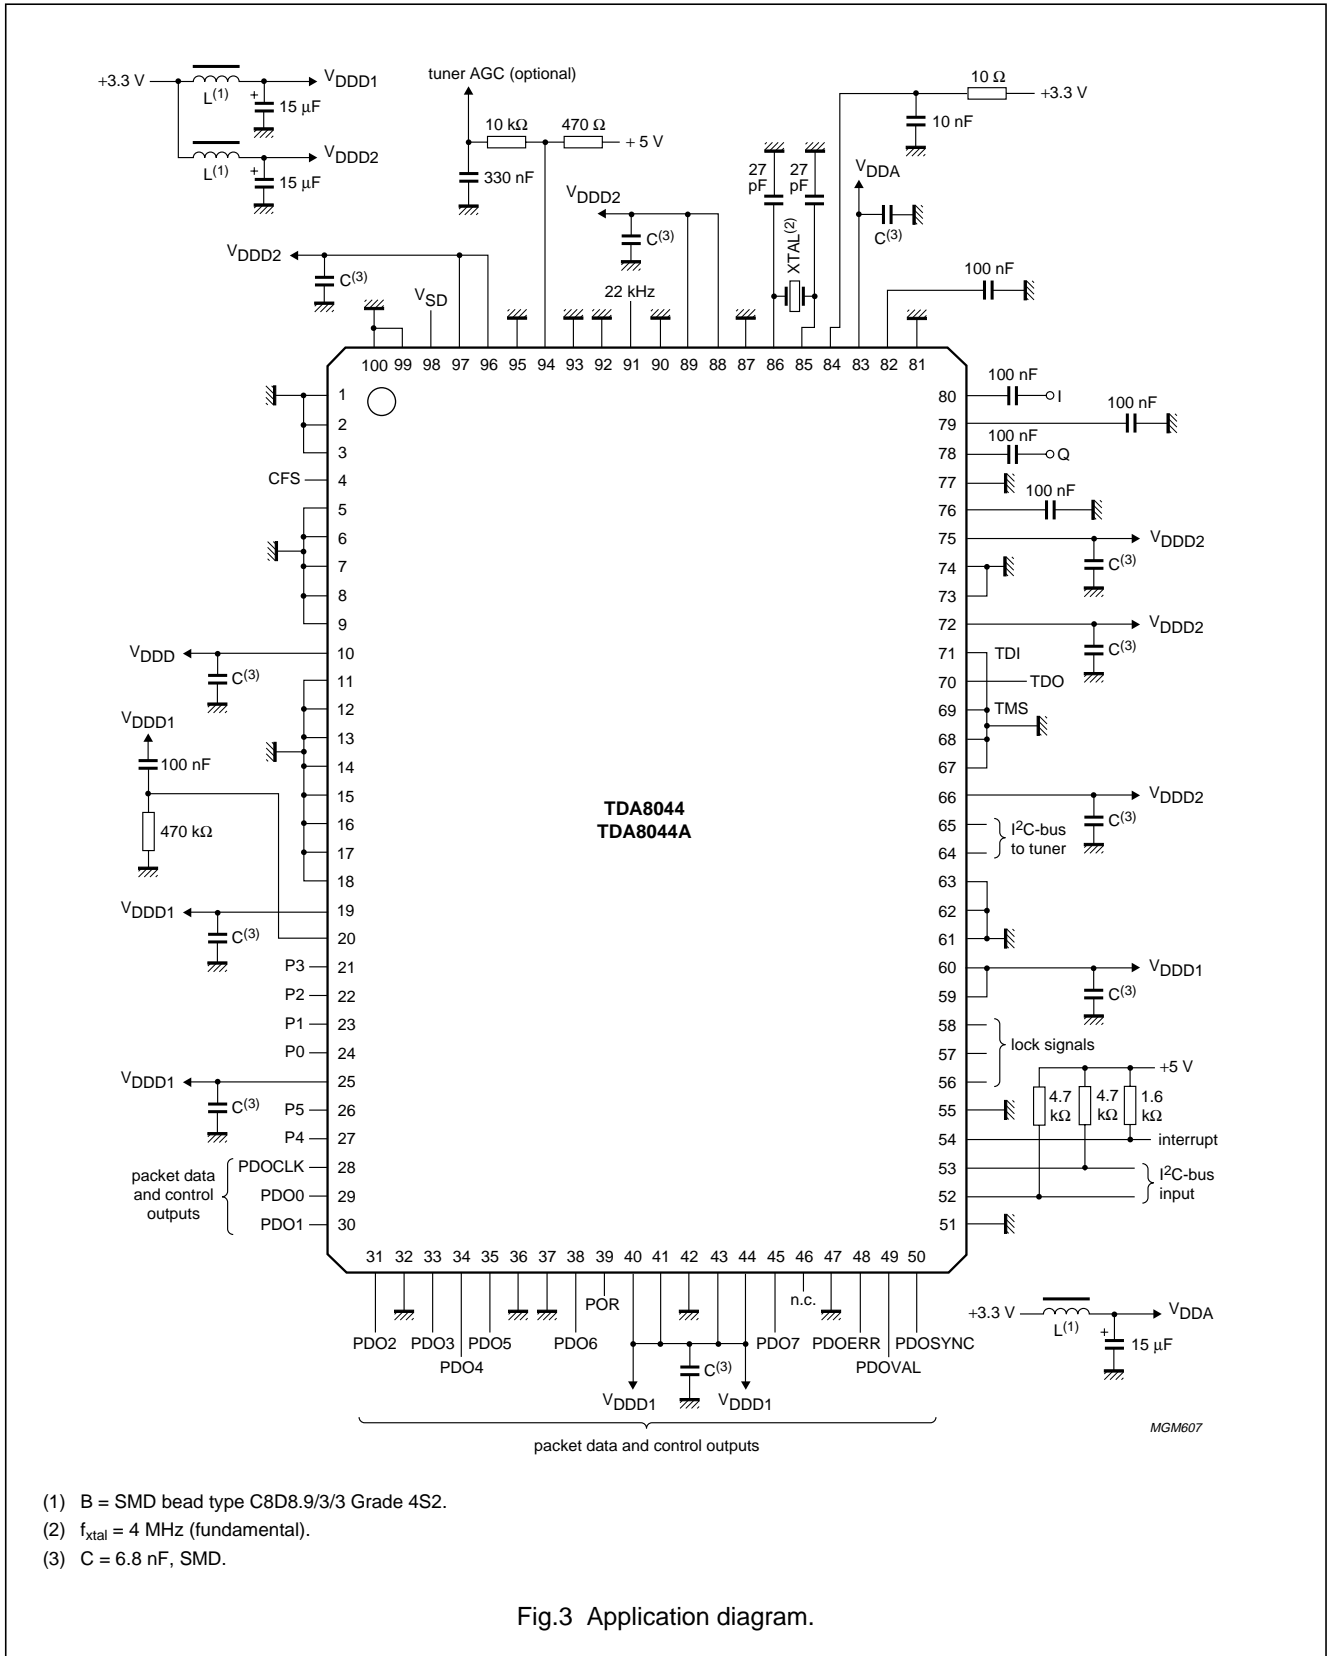 +3.3 V
L(1)
+
15 µF
VDDD1
L(1)
+
15 µF
VDDD2
tuner AGC (optional)
10 kΩ
470 Ω
+ 5 V
330 nF
10 Ω
+3.3 V
10 nF
27 pF
27 pF
XTAL(2)
VDDA
C(3)
VDDD2
C(3)
VDDD2
C(3)
VSD
22 kHz
100 nF
100 99 98 97 96 95 94 93 92 91 90 89 88 87 86 85 84 83 82 81
1
2
3
CFS 4
5
6
7
8
9
VDDD 10
C(3)
11
12
13
14
15
16
17
18
VDDD1
100 nF
470 kΩ
VDDD1 19
C(3)
20
P3 21
P2 22
P1 23
P0 24
VDDD1 25
C(3)
P5 26
P4 27
packet data
and control
outputs
PDOCLK 28
PDO0 29
PDO1 30
TDA8044
TDA8044A
80 100 nF I
79 100 nF
78 100 nF Q
77
76 100 nF
75 VDDD2
C(3)
74
73
72 VDDD2
C(3)
71 TDI
70 TDO
69 TMS
68
67
66 VDDD2
C(3)
65
64
I2C-bus
to tuner
63
62
61
60 VDDD1
C(3)
59
58
57
56
lock signals
+5 V
4.7 kΩ
4.7 kΩ
1.6 kΩ
55
54 interrupt
53
52
I2C-bus
input
51
31 32 33 34 35 36 37 38 39 40 41 42 43 44 45 46 47 48 49 50
PDO2
PDO3
PDO4
PDO5
PDO6
POR
VDDD1
C(3)
VDDD1
PDO7
n.c.
PDOERR
PDOVAL
PDOSYNC
packet data and control outputs
+3.3 V
L(1)
VDDA
+
15 µF
MGM607
(1) B = SMD bead type C8D8.9/3/3 Grade 4S2.
(2) fxtal = 4 MHz (fundamental).
(3) C = 6.8 nF, SMD.
Fig.3 Application diagram.